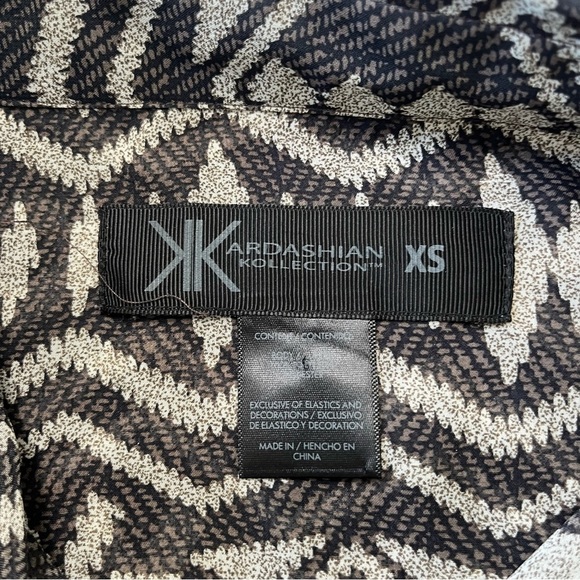 KARDASHIAN
KOLLECTION™
XS
CONTENT / CONTENIDO
EXCLUSIVE OF ELASTICS AND
DECORATIONS / EXCLUSIVO
DE ELASTICO Y DECORATION
MADE IN / HENCHO EN
CHINA